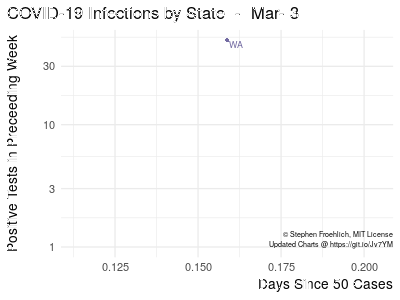 COVID-19 Infections by State - Mar 3
Positive Tests in Preceeding Week
30
10
3
1
WA
© Stephen Froehlich, MIT License
Updated Charts @ https://git.io/Jv7YM
0.125
0.150
0.175
0.200
Days Since 50 Cases